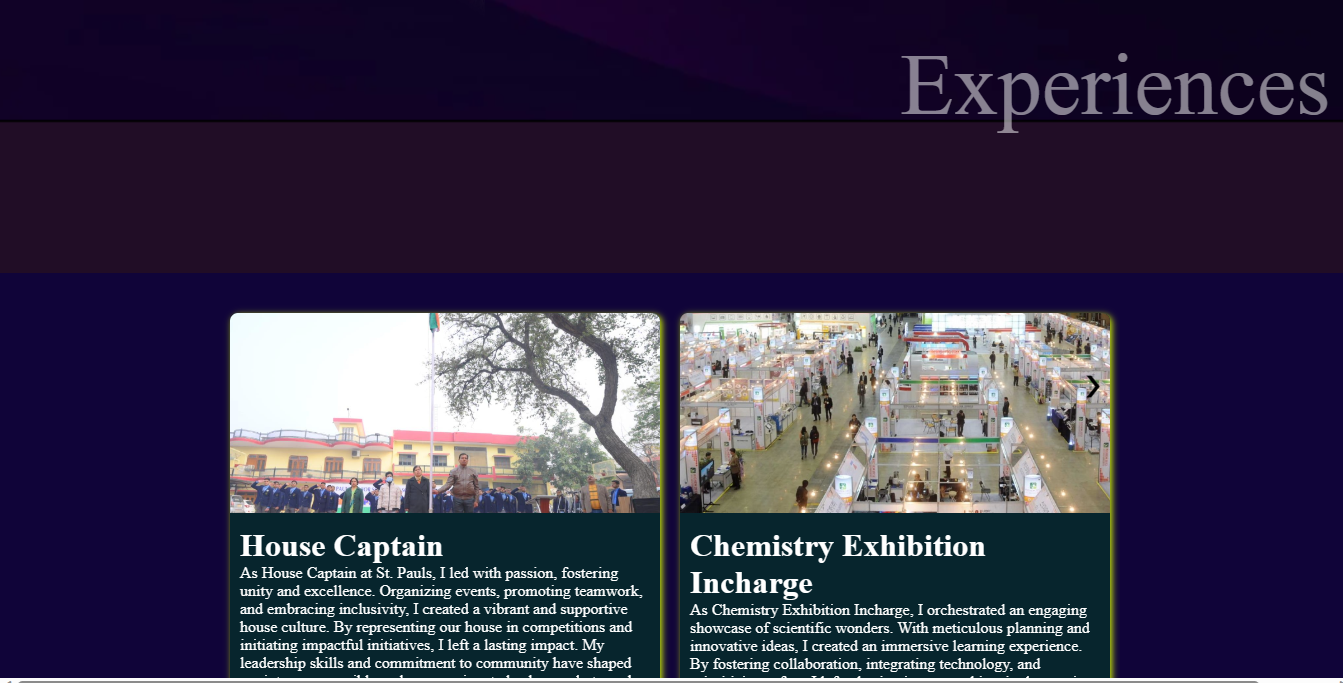 Experiences
House Captain
As House Captain at St. Pauls, I led with passion, fostering
unity and excellence. Organizing events, promoting teamwork,
and embracing inclusivity, I created a vibrant and supportive
house culture. By representing our house in competitions and
initiating impactful initiatives, I left a lasting impact. My
leadership skills and commitment to community have shaped
Chemistry Exhibition
Incharge
As Chemistry Exhibition Incharge, I orchestrated an engaging
showcase of scientific wonders. With meticulous planning and
innovative ideas, I created an immersive learning experience.
By fostering collaboration, integrating technology, and